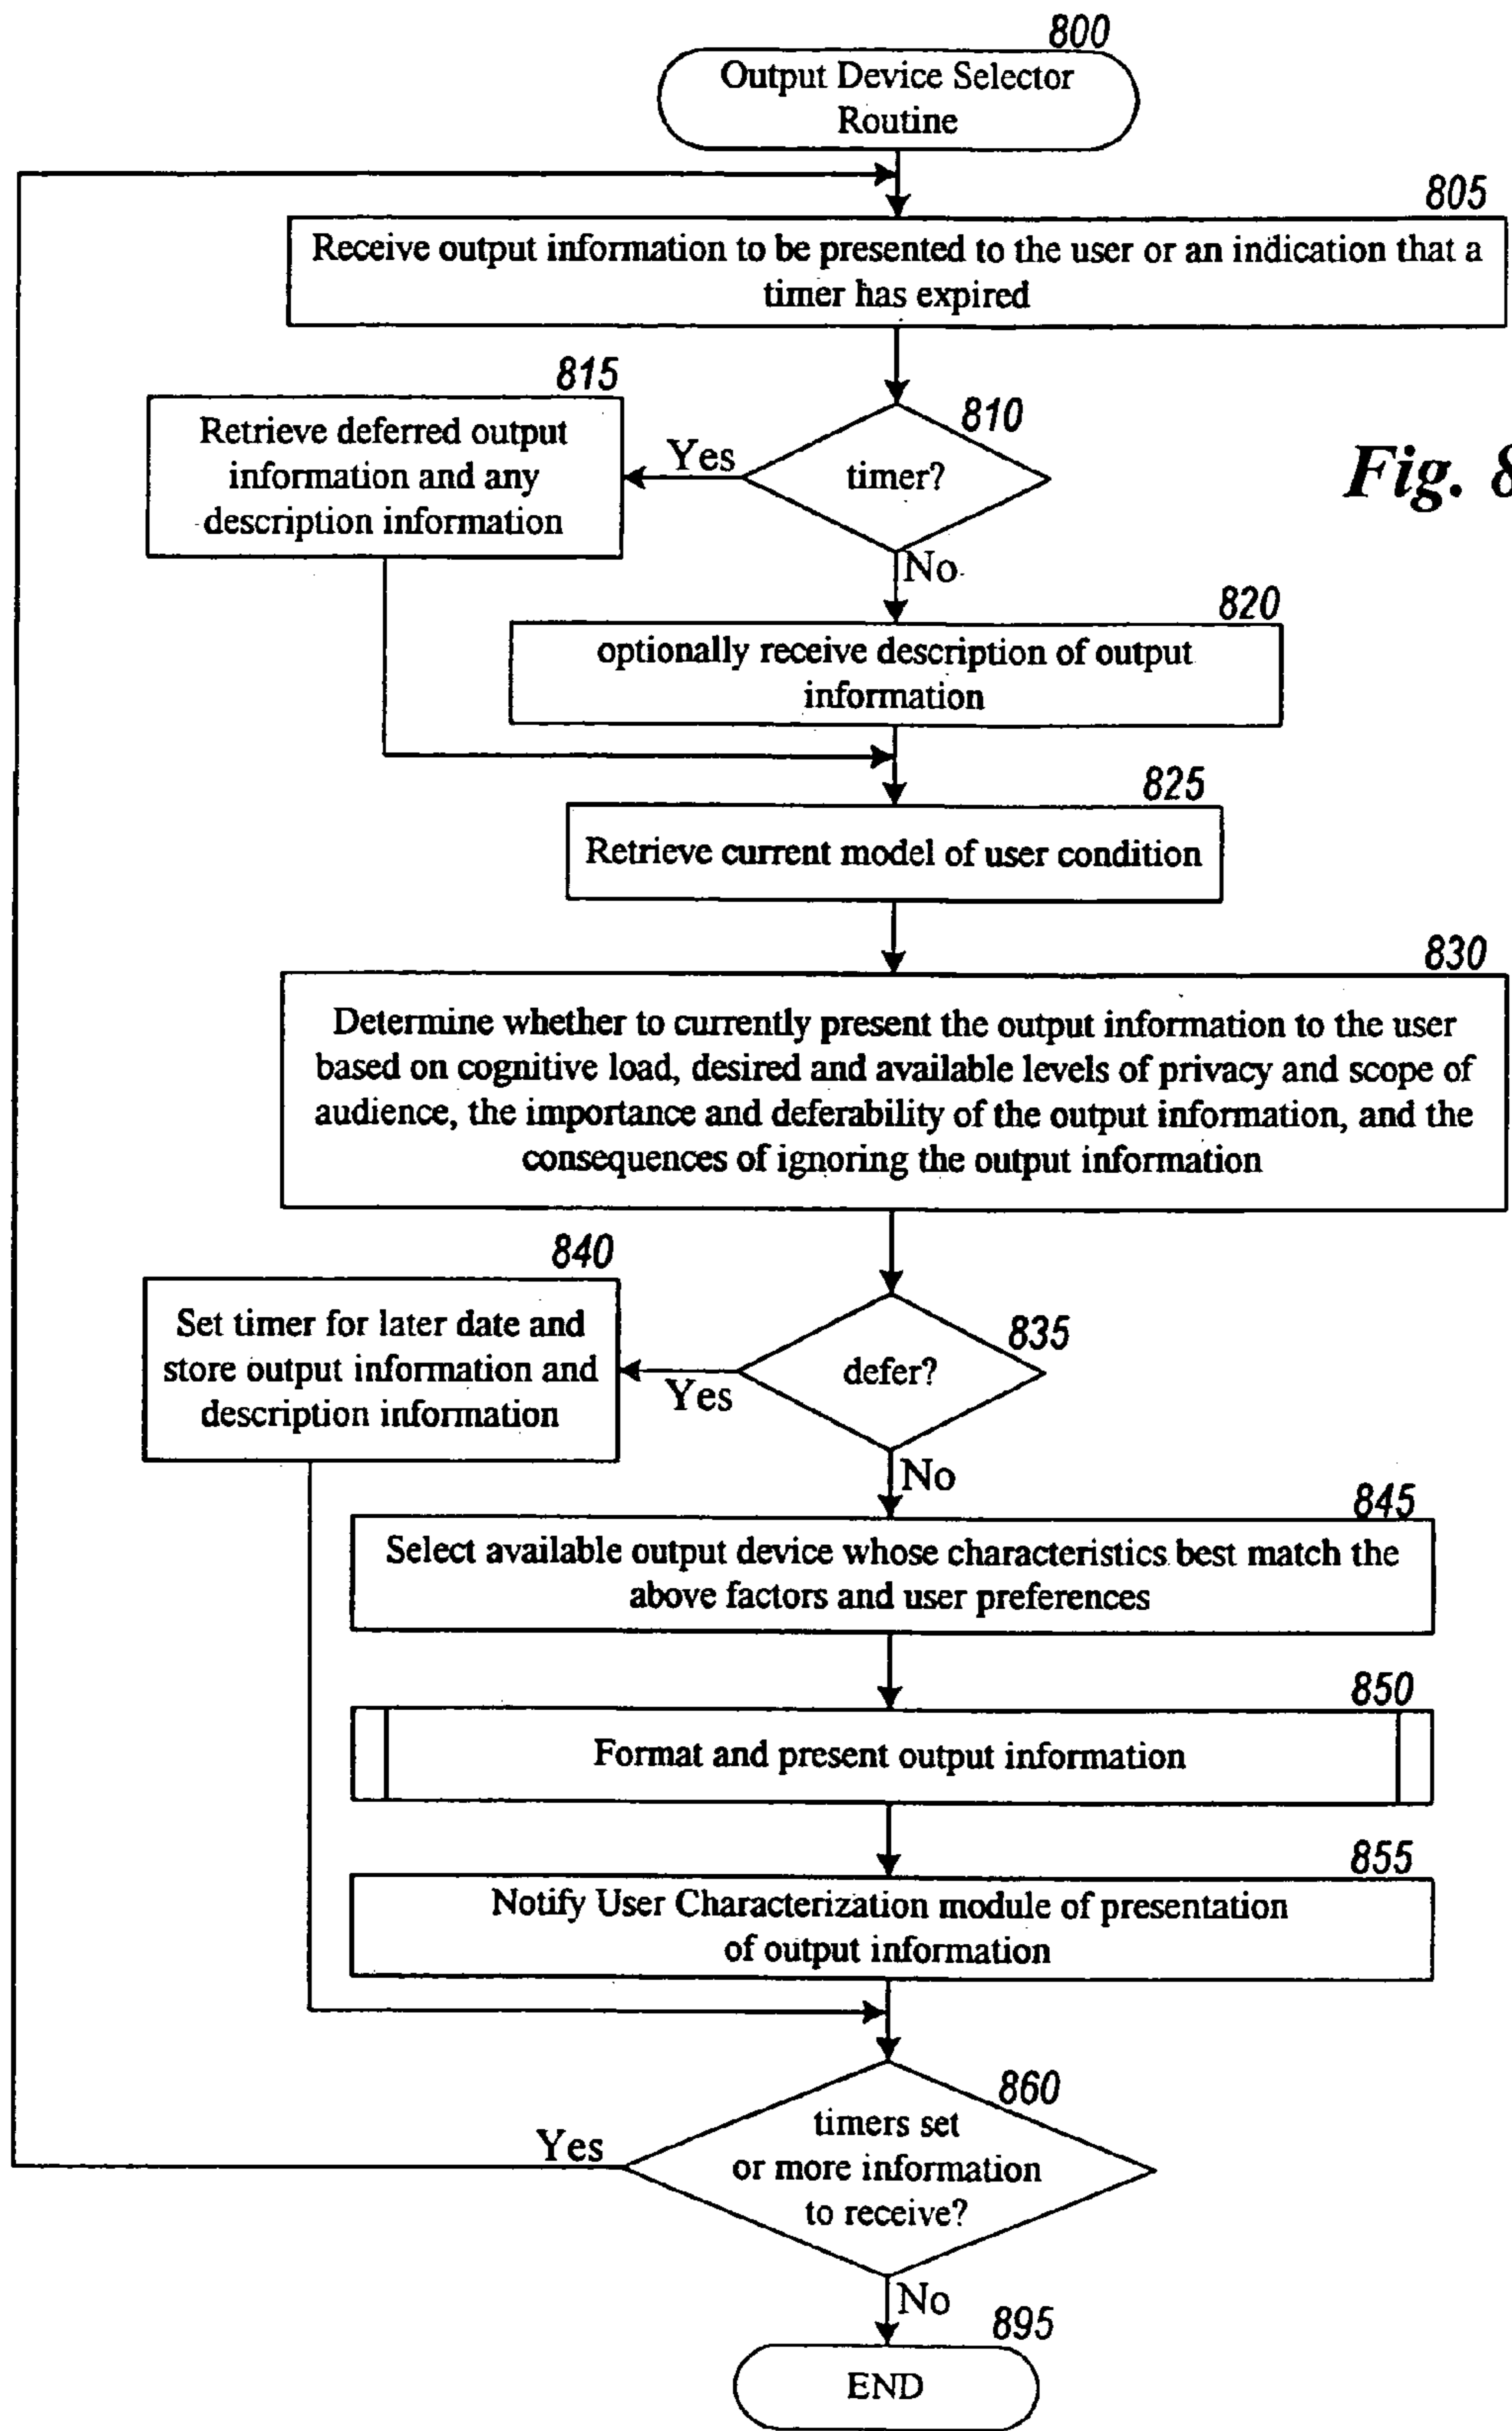 800
Output Device Selector
Routine
805
Receive output information to be presented to the user or an indication that a
timer has expired
815
Retrieve deferred output
information and any
description information
Yes
810
timer?
Fig. 8
No
820
optionally receive description of output
information
825
Retrieve current model of user condition
830
Determine whether to currently present the output information to the user
based on cognitive load, desired and available levels of privacy and scope of
audience, the importance and deferability of the output information, and the
consequences of ignoring the output information
840
Set timer for later date and
store output information and
description information
Yes
835
defer?
No
845
Select available output device whose characteristics best match the
above factors and user preferences
850
Format and present output information
855
Notify User Characterization module of presentation
of output information
860
timers set
or more information
to receive?
Yes
No
895
END